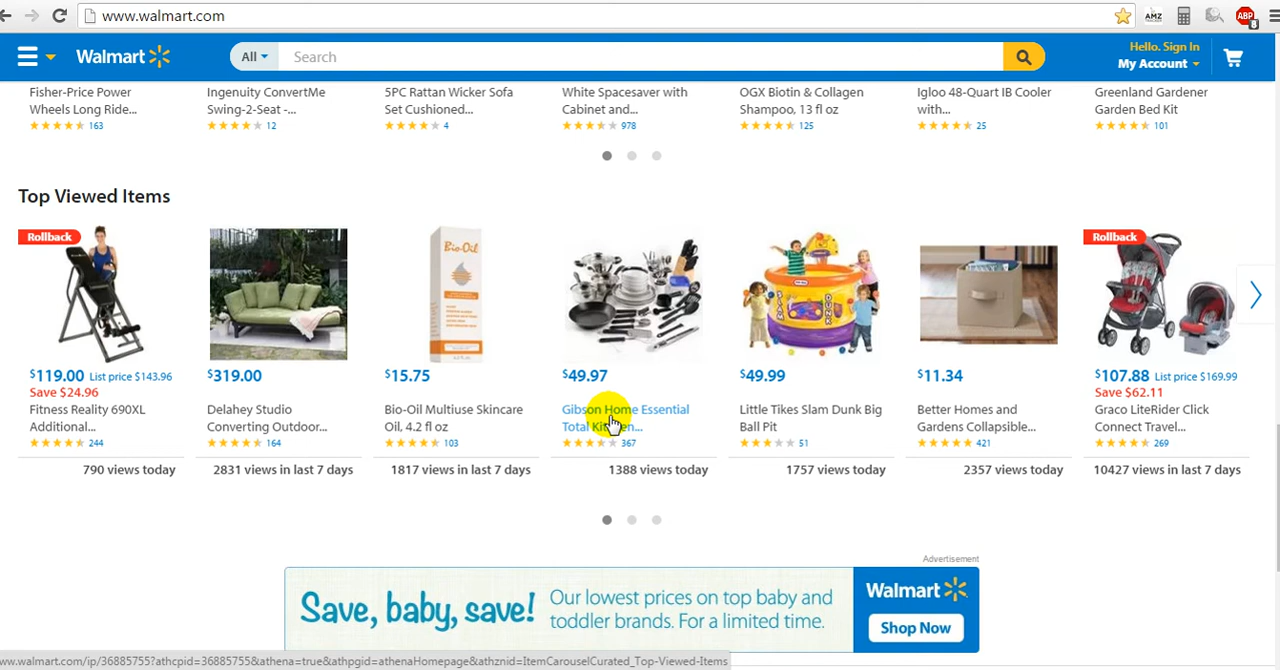 www.walmart.com
AMZ
ABP
8
Walmart
All
Search
Hello. Sign In
My Account
Fisher-Price Power
Wheels Long Ride...
163
Ingenuity ConvertMe
Swing-2-Seat -...
12
5PC Rattan Wicker Sofa
Set Cushioned...
4
White Spacesaver with
Cabinet and...
978
OGX Biotin & Collagen
Shampoo, 13 fl oz
125
Igloo 48-Quart IB Cooler
with...
25
Greenland Gardener
Garden Bed Kit
101
Top Viewed Items
Rollback
$119.00 List price $143.96
Save $24.96
Fitness Reality 690XL
Additional...
244
790 views today
$319.00
Delahey Studio
Converting Outdoor...
164
2831 views in last 7 days
Bio-Oil
$15.75
Bio-Oil Multiuse Skincare
Oil, 4.2 fl oz
103
1817 views in last 7 days
$49.97
Gibson Home Essential
Total Kitchen...
367
1388 views today
$49.99
Little Tikes Slam Dunk Big
Ball Pit
51
1757 views today
$11.34
Better Homes and
Gardens Collapsible...
421
2357 views today
Rollback
$107.88 List price $169.99
Save $62.11
Graco LiteRider Click
Connect Travel...
269
10427 views in last 7 days
Advertisement
Save, baby, save!
Our lowest prices on top baby and
toddler brands. For a limited time.
Walmart
Shop Now
www.walmart.com/ip/36885755?athcpid=36885755&athena=true&athpgid=athenaHomepage&athznid=ItemCarouselCurated_Top-Viewed-Items